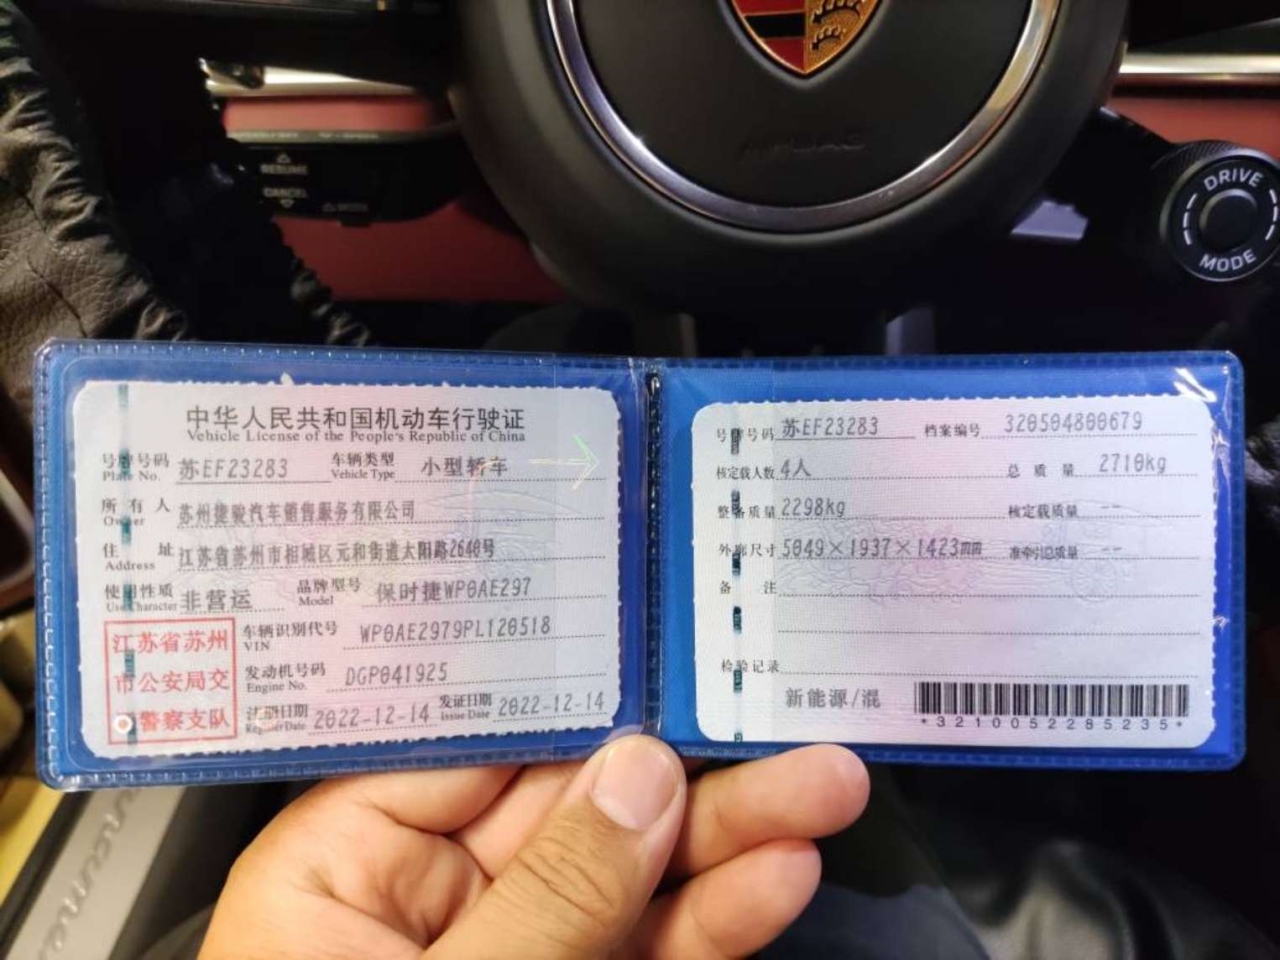 AIRBAG
RESUME
CANCEL
DRIVE
MODE
中华人民共和国机动车行驶证
Vehicle License of the People's Republic of China
号牌号码 苏EF23283 车辆类型 小型轿车
Plate No. Vehicle Type
所有人 苏州捷骏汽车销售服务有限公司
Owner
住址 江苏省苏州市相城区元和街道太阳路2640号
Address
使用性质 非营运 品牌型号 保时捷WP0AE297
Use Character Model
江苏省苏州
市公安局交
警察支队
车辆识别代号 WP0AE2979PL120518
VIN
发动机号码 DGP041925
Engine No.
注册日期 2022-12-14 发证日期 2022-12-14
Register Date Issue Date
号牌号码 苏EF23283 档案编号 320504800679
核定载人数 4人 总质量 2710kg
整备质量 2298kg 核定载质量 --
外廓尺寸 5049×1937×1423mm 准牵引总质量 --
备注
检验记录
新能源/混
*3210052285235*